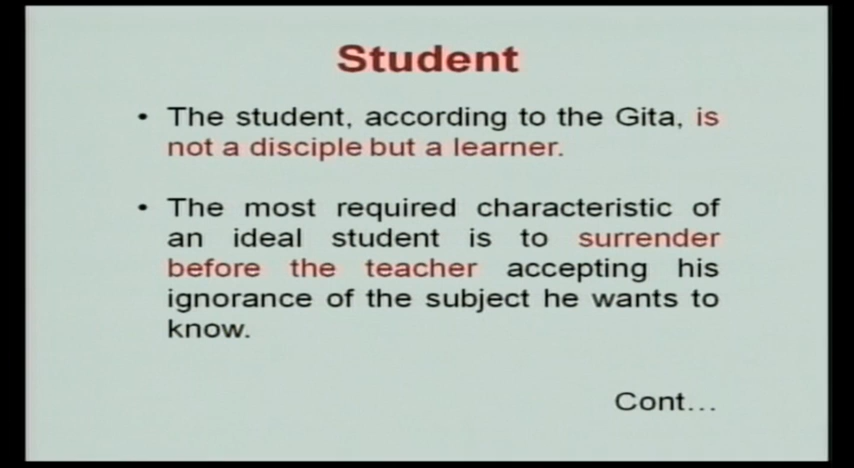 Student
• The student, according to the Gita, is
not a disciple but a learner.
• The most required characteristic of
an ideal student is to surrender
before the teacher accepting his
ignorance of the subject he wants to
know.
Cont...